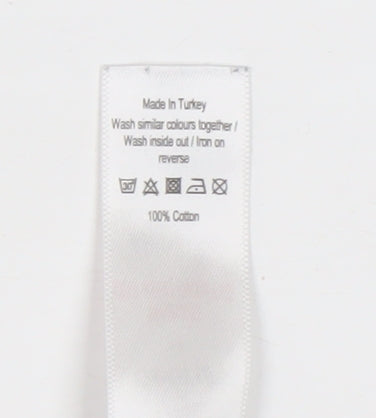 Made In Turkey
Wash similar colours together /
Wash inside out / Iron on
reverse
100% Cotton